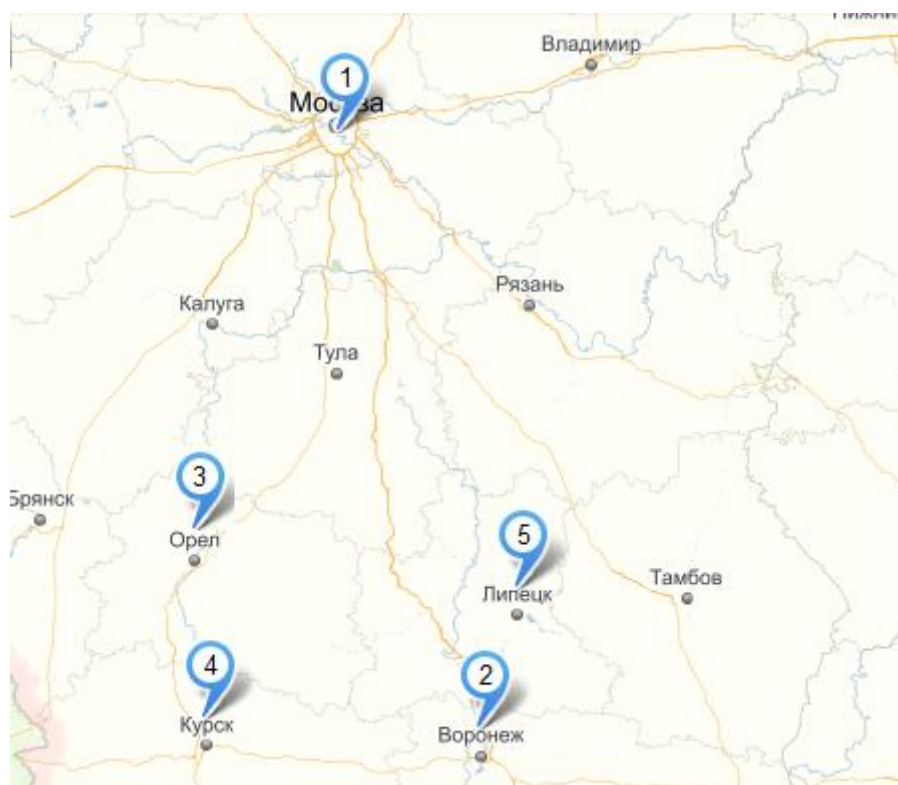 Владимир
1
Москва
Рязань
Калуга
Тула
3
Брянск
Орел
5
Липецк
Тамбов
4
2
Курск
Воронеж